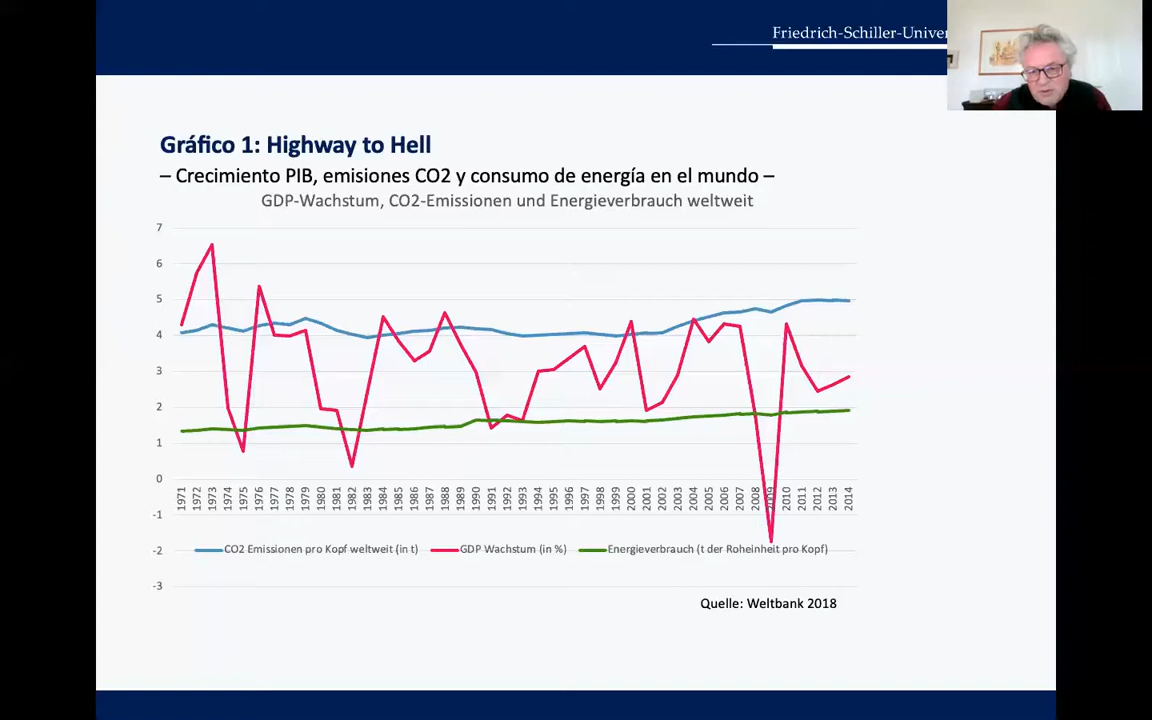 Friedrich-Schiller-Univer
Gráfico 1: Highway to Hell
– Crecimiento PIB, emisiones CO2 y consumo de energía en el mundo –
GDP-Wachstum, CO2-Emissionen und Energieverbrauch weltweit
7
6
5
4
3
2
1
0
-1
-2
-3
1971 1972 1973 1974 1975 1976 1977 1978 1979 1980 1981 1982 1983 1984 1985 1986 1987 1988 1989 1990 1991 1992 1993 1994 1995 1996 1997 1998 1999 2000 2001 2002 2003 2004 2005 2006 2007 2008 2009 2010 2011 2012 2013 2014
CO2 Emissionen pro Kopf weltweit (in t) GDP Wachstum (in %) Energieverbrauch (t der Roheinheit pro Kopf)
Quelle: Weltbank 2018